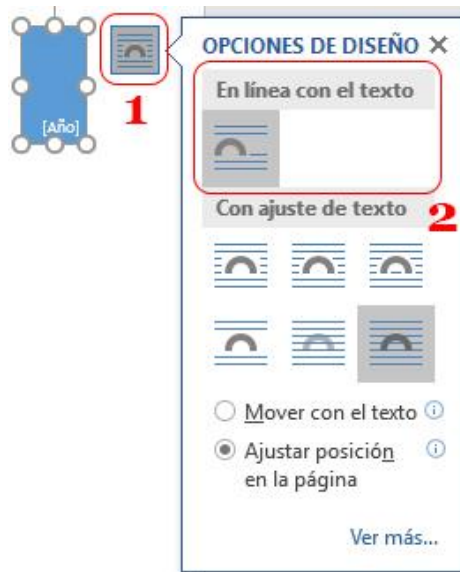 1
[Año]
OPCIONES DE DISEÑO
En línea con el texto
2
Con ajuste de texto
Mover con el texto
Ajustar posición
en la página
Ver más...